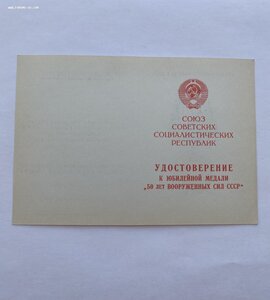 СОЮЗ
СОВЕТСКИХ
СОЦИАЛИСТИЧЕСКИХ
РЕСПУБЛИК
УДОСТОВЕРЕНИЕ
К ЮБИЛЕЙНОЙ МЕДАЛИ
„50 ЛЕТ ВООРУЖЕННЫХ СИЛ СССР“